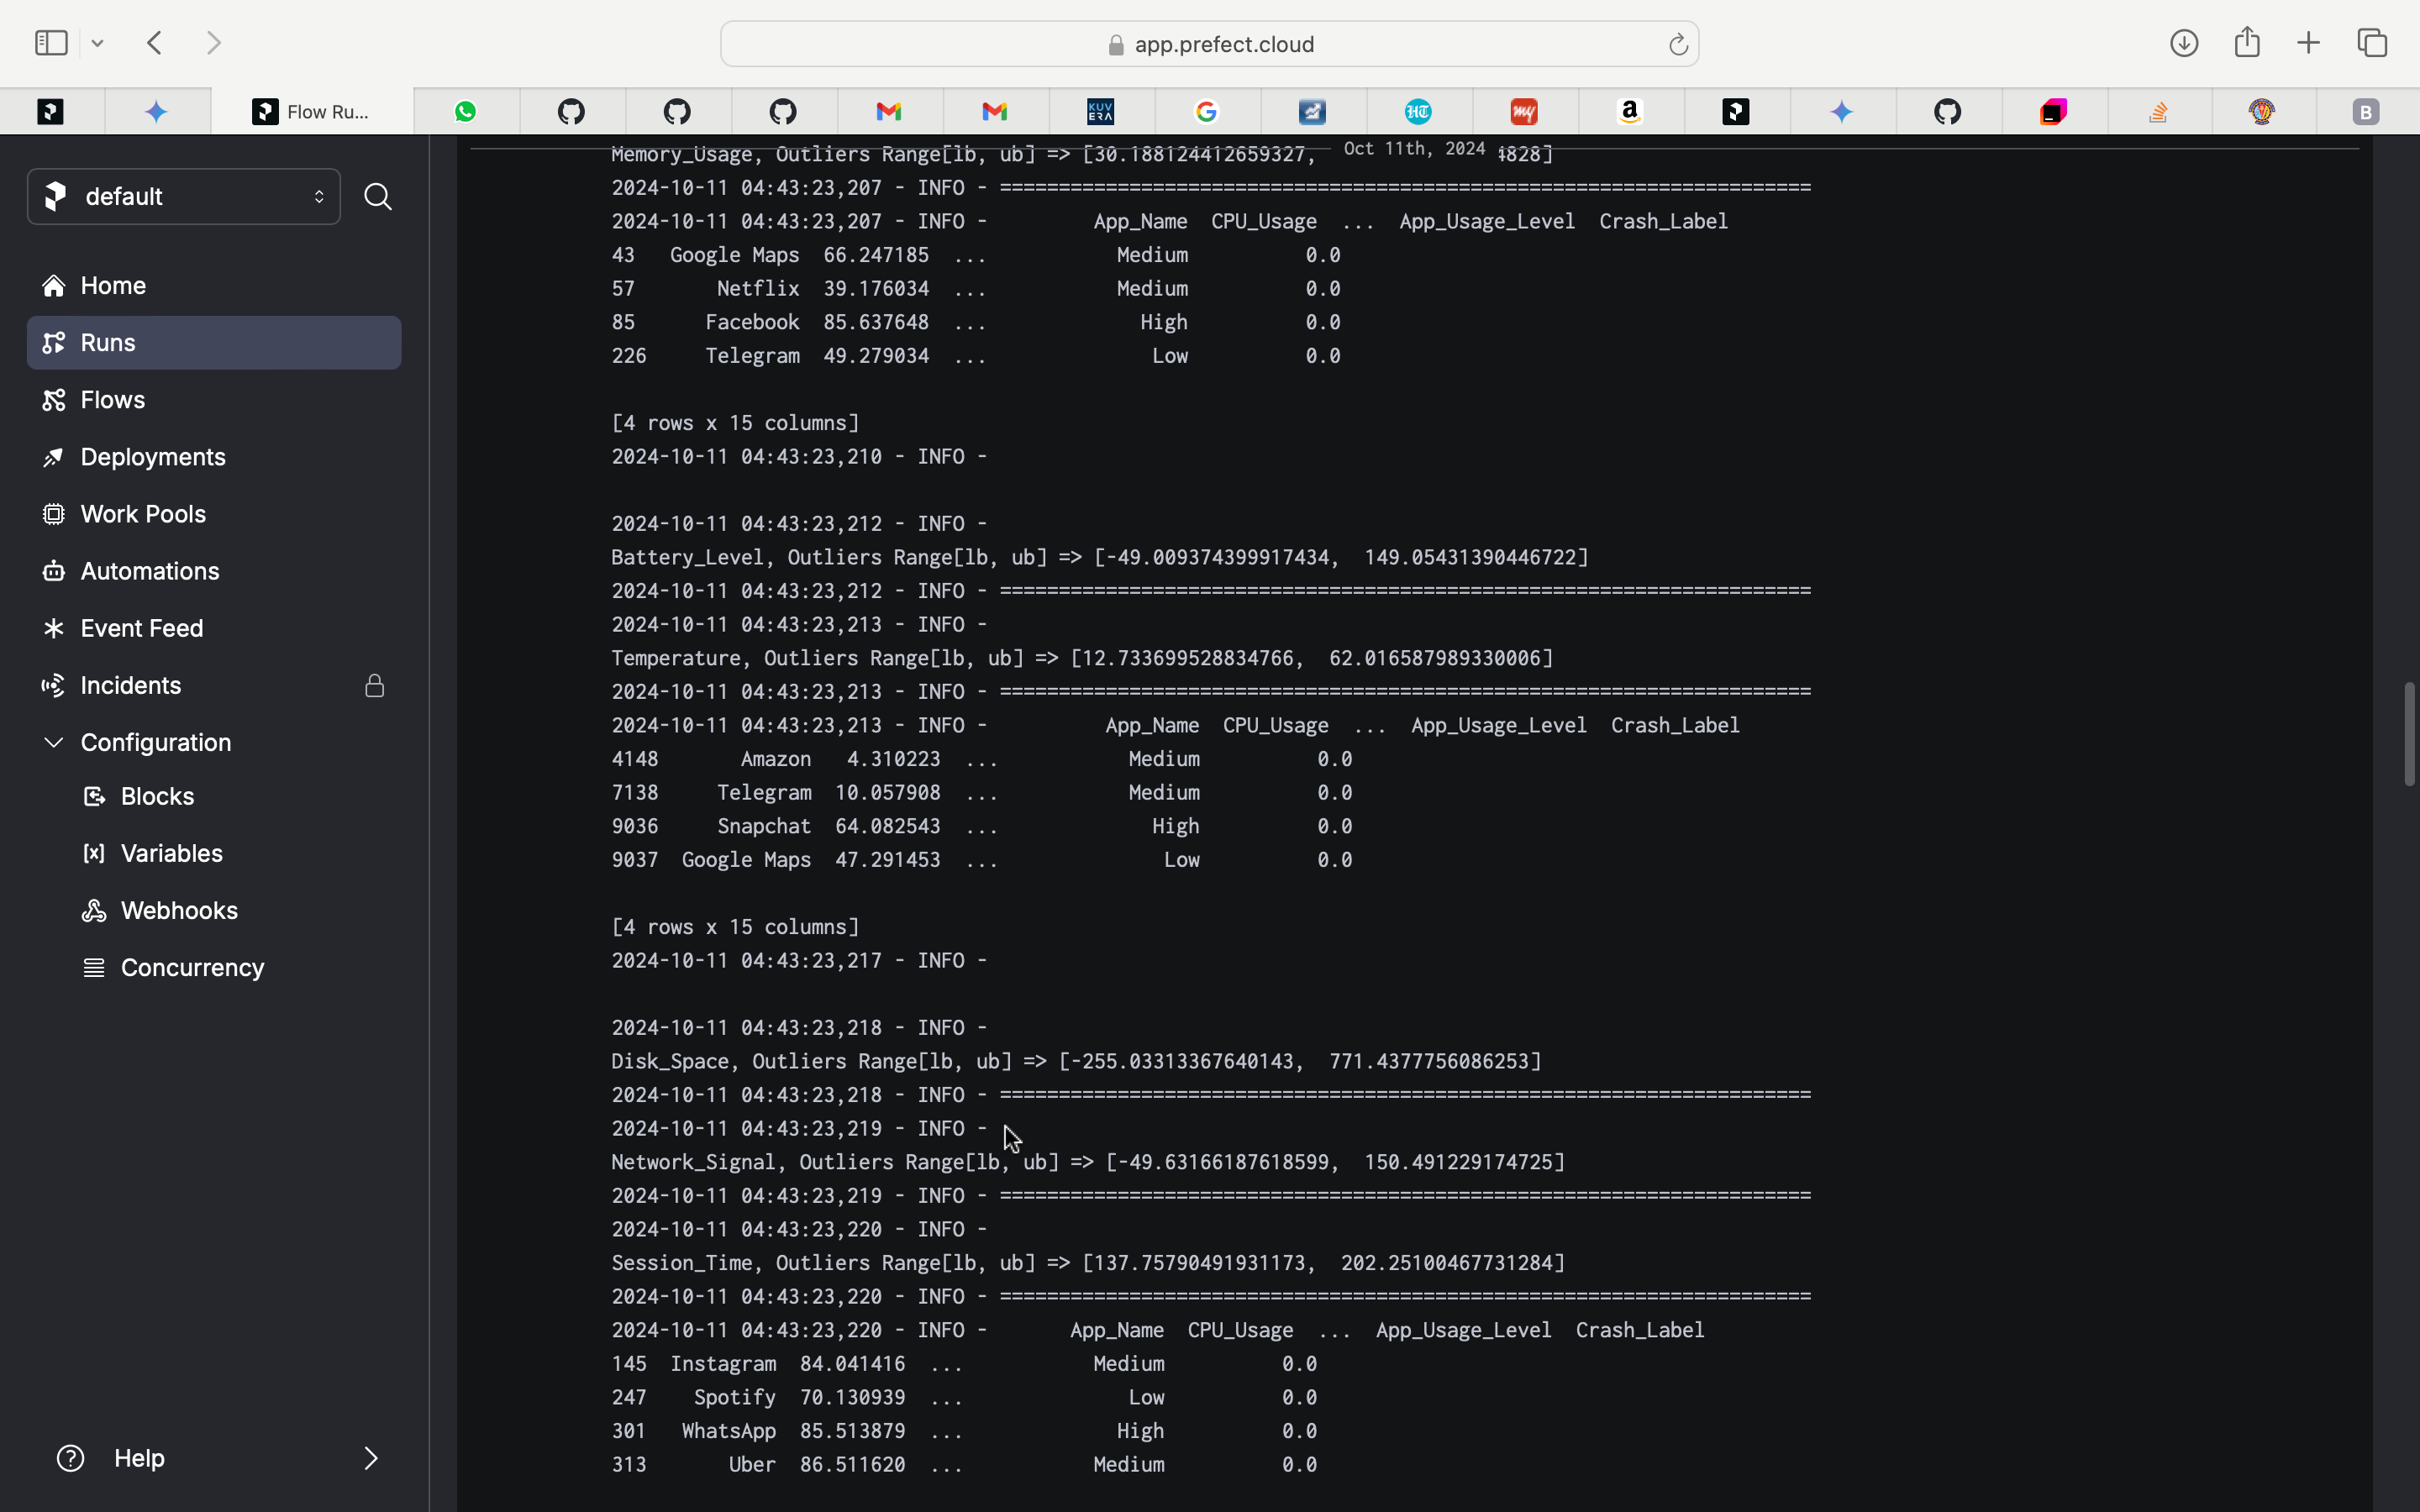 app.prefect.cloud
Flow Ru...
default
Home
Runs
Flows
Deployments
Work Pools
Automations
Event Feed
Incidents
Configuration
Blocks
Variables
Webhooks
Concurrency
Help
Oct 11th, 2024
Memory_Usage, Outliers Range[lb, ub] => [30.188124412659327, 4828]
2024-10-11 04:43:23,207 - INFO - =====================================================================
2024-10-11 04:43:23,207 - INFO -         App_Name  CPU_Usage  ...  App_Usage_Level  Crash_Label
43   Google Maps  66.247185  ...           Medium          0.0
57       Netflix  39.176034  ...           Medium          0.0
85      Facebook  85.637648  ...             High          0.0
226     Telegram  49.279034  ...              Low          0.0
[4 rows x 15 columns]
2024-10-11 04:43:23,210 - INFO -
2024-10-11 04:43:23,212 - INFO -
Battery_Level, Outliers Range[lb, ub] => [-49.009374399917434,  149.05431390446722]
2024-10-11 04:43:23,212 - INFO - =====================================================================
2024-10-11 04:43:23,213 - INFO -
Temperature, Outliers Range[lb, ub] => [12.733699528834766,  62.016587989330006]
2024-10-11 04:43:23,213 - INFO - =====================================================================
2024-10-11 04:43:23,213 - INFO -          App_Name  CPU_Usage  ...  App_Usage_Level  Crash_Label
4148       Amazon   4.310223  ...           Medium          0.0
7138     Telegram  10.057908  ...           Medium          0.0
9036     Snapchat  64.082543  ...             High          0.0
9037  Google Maps  47.291453  ...              Low          0.0
[4 rows x 15 columns]
2024-10-11 04:43:23,217 - INFO -
2024-10-11 04:43:23,218 - INFO -
Disk_Space, Outliers Range[lb, ub] => [-255.03313367640143,  771.4377756086253]
2024-10-11 04:43:23,218 - INFO - =====================================================================
2024-10-11 04:43:23,219 - INFO -
Network_Signal, Outliers Range[lb, ub] => [-49.63166187618599,  150.491229174725]
2024-10-11 04:43:23,219 - INFO - =====================================================================
2024-10-11 04:43:23,220 - INFO -
Session_Time, Outliers Range[lb, ub] => [137.75790491931173,  202.25100467731284]
2024-10-11 04:43:23,220 - INFO - =====================================================================
2024-10-11 04:43:23,220 - INFO -       App_Name  CPU_Usage  ...  App_Usage_Level  Crash_Label
145  Instagram  84.041416  ...           Medium          0.0
247    Spotify  70.130939  ...              Low          0.0
301   WhatsApp  85.513879  ...             High          0.0
313       Uber  86.511620  ...           Medium          0.0